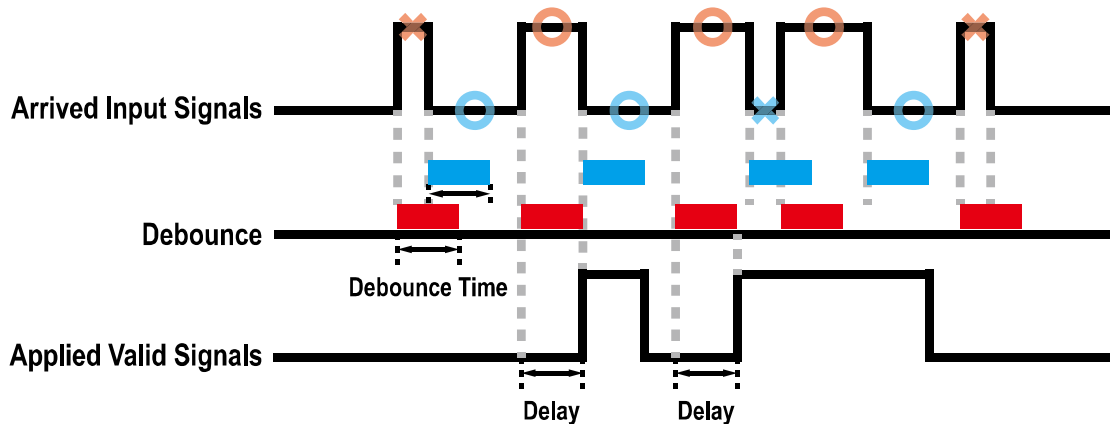 Arrived Input Signals
Debounce
Debounce Time
Applied Valid Signals
Delay
Delay